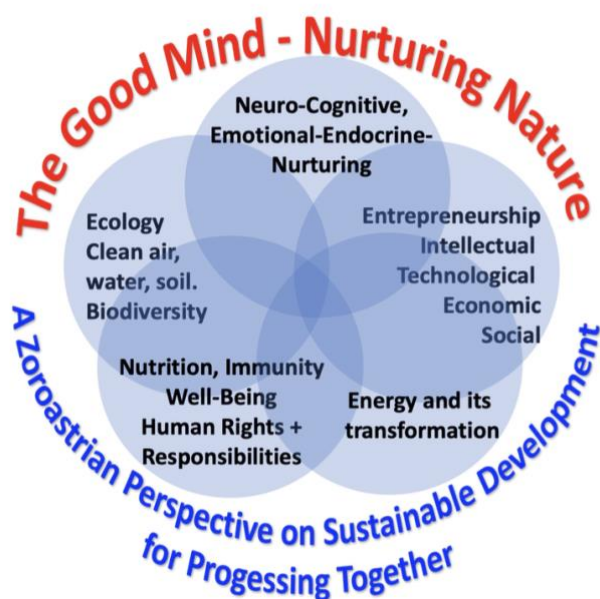 The Good Mind - Nurturing Nature
Neuro-Cognitive,
Emotional-Endocrine-
Nurturing
Ecology
Clean air,
water, soil.
Biodiversity
Entrepreneurship
Intellectual
Technological
Economic
Social
Nutrition, Immunity
Well-Being
Human Rights +
Responsibilities
Energy and its
transformation
A Zoroastrian Perspective on Sustainable Development
for Progessing Together